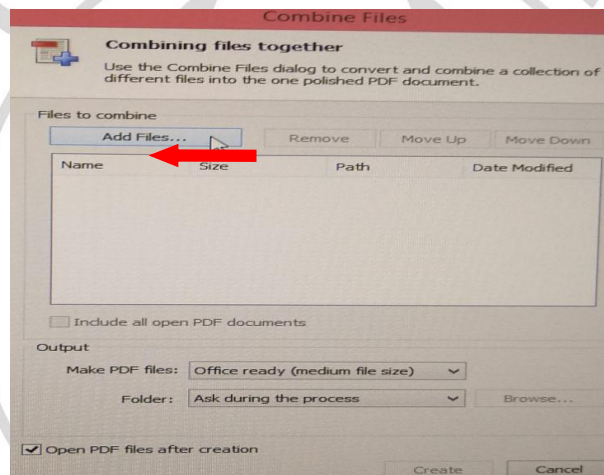 Combine Files
Combining files together
Use the Combine Files dialog to convert and combine a collection of
different files into the one polished PDF document.
Files to combine
Add Files... Remove Move Up Move Down
Name Size Path Date Modified
Include all open PDF documents
Output
Make PDF files: Office ready (medium file size)
Folder: Ask during the process Browse...
Open PDF files after creation
Create Cancel